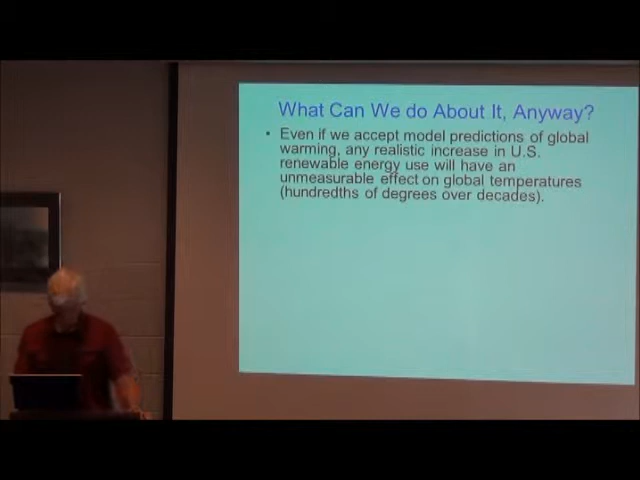 What Can We do About It, Anyway?
• Even if we accept model predictions of global
warming, any realistic increase in U.S.
renewable energy use will have an
unmeasurable effect on global temperatures
(hundredths of degrees over decades).